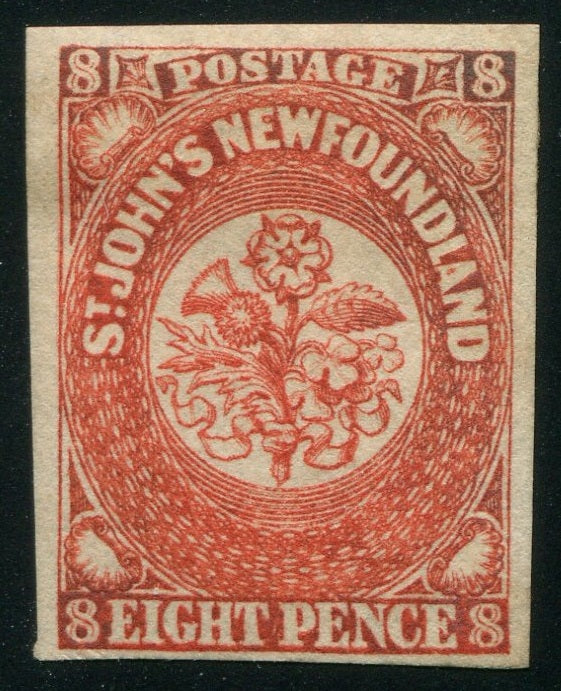 8 POSTAGE 8
ST. JOHN'S NEWFOUNDLAND
8 EIGHT PENCE 8